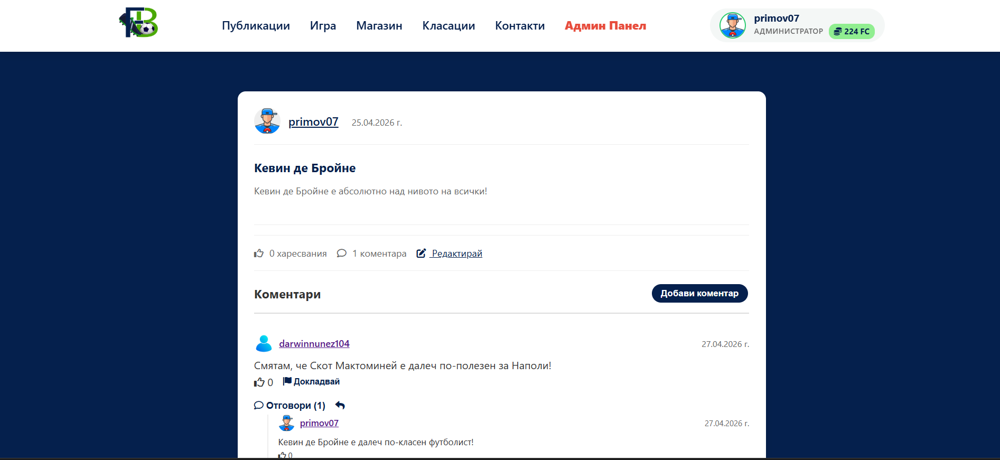 FB
Публикации Игра Магазин Класации Контакти Админ Панел
primov07
АДМИНИСТРАТОР 224 FC
primov07 25.04.2026 г.
Кевин де Бройне
Кевин де Бройне е абсолютно над нивото на всички!
0 харесвания 1 коментара Редактирай
Коментари Добави коментар
darwinnunez104 27.04.2026 г.
Смятам, че Скот Мактоминей е далеч по-полезен за Наполи!
0 Докладвай
Отговори (1)
primov07 27.04.2026 г.
Кевин де Бройне е далеч по-класен футболист!
0